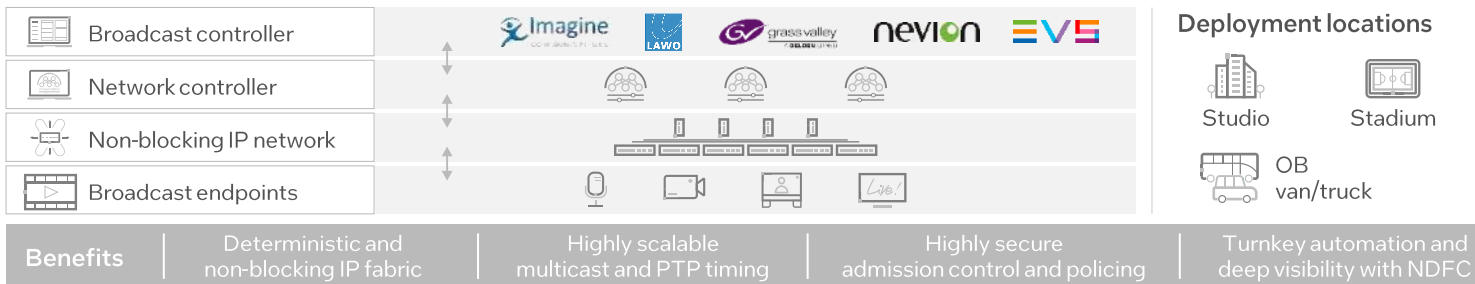 Broadcast controller
Imagine
LAWO
grass valley
A BELDEN BRAND
nevion
EVS
Network controller
Non-blocking IP network
Broadcast endpoints
Live!
Deployment locations
Studio
Stadium
OB
van/truck
Benefits
Deterministic and
non-blocking IP fabric
Highly scalable
multicast and PTP timing
Highly secure
admission control and policing
Turnkey automation and
deep visibility with NDFC